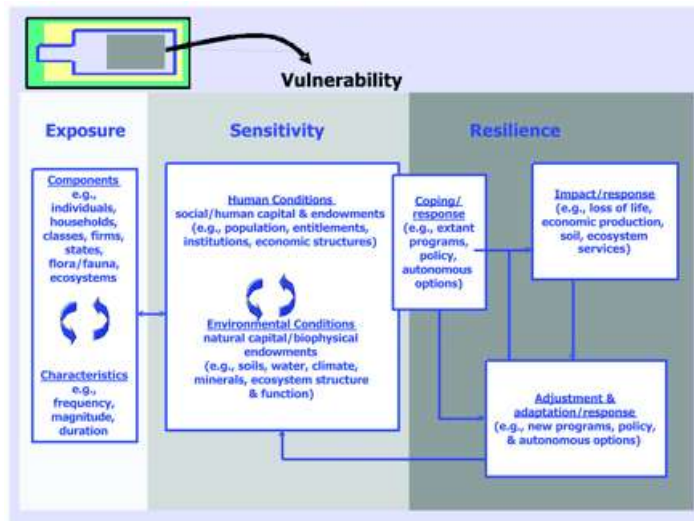 Vulnerability
Exposure
Sensitivity
Resilience
Components
e.g.,
individuals,
households,
classes, firms,
states,
flora/fauna,
ecosystems
Characteristics
e.g.,
frequency,
magnitude,
duration
Human Conditions
social/human capital & endowments
(e.g., population, entitlements,
institutions, economic structures)
Environmental Conditions
natural capital/biophysical
endowments
(e.g., soils, water, climate,
minerals, ecosystem structure
& function)
Coping/
response
(e.g., extant
programs,
policy,
autonomous
options)
Impact/response
(e.g., loss of life,
economic production,
soil, ecosystem
services)
Adjustment &
adaptation/response
(e.g., new programs, policy,
& autonomous options)